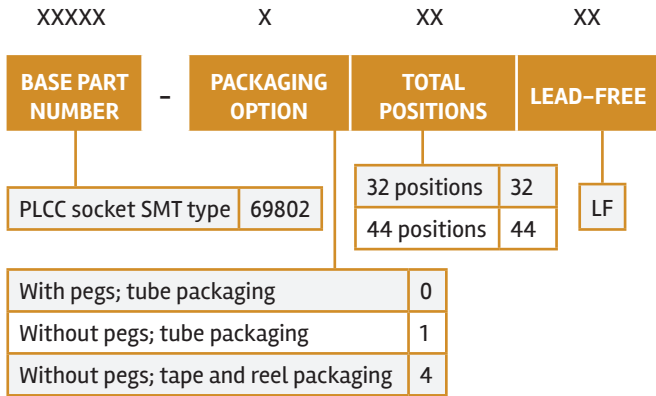 XXXXX X XX XX
BASE PART NUMBER - PACKAGING OPTION TOTAL POSITIONS LEAD–FREE
32 positions 32
PLCC socket SMT type 69802 LF
44 positions 44
With pegs; tube packaging 0
Without pegs; tube packaging 1
Without pegs; tape and reel packaging 4